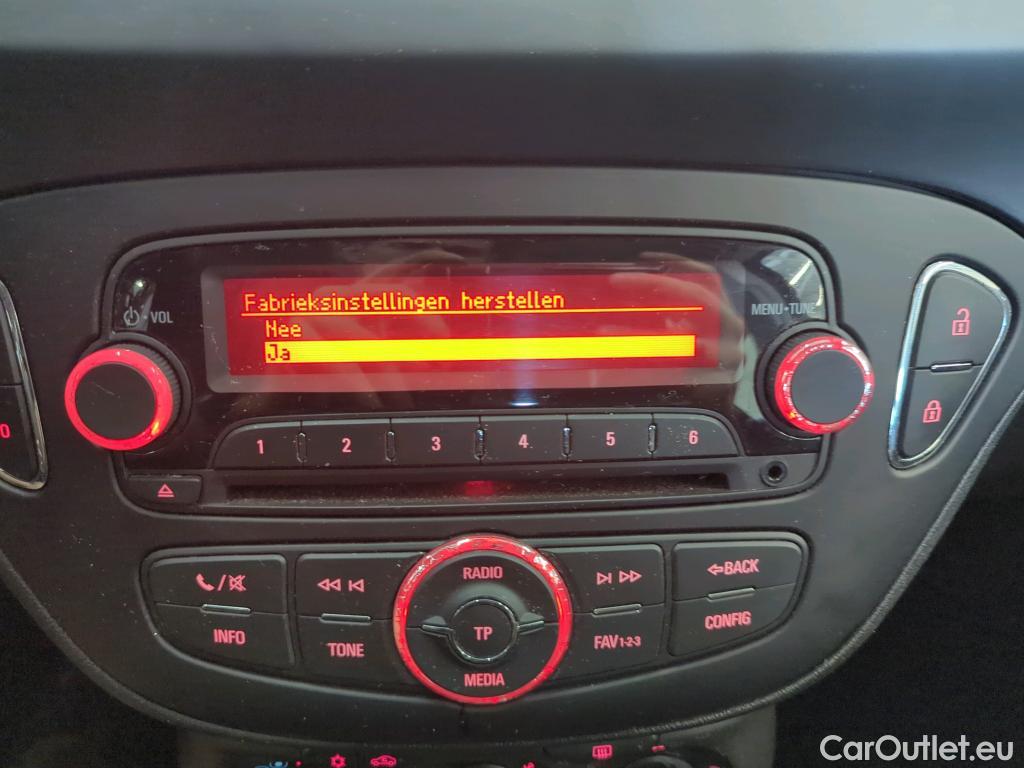 Fabrieksinstellingen herstellen
Nee
Ja
VOL
MENU-TUNE
1 2 3 4 5 6
RADIO
BACK
INFO
TONE
TP
FAV1-2-3
CONFIG
MEDIA
CarOutlet.eu